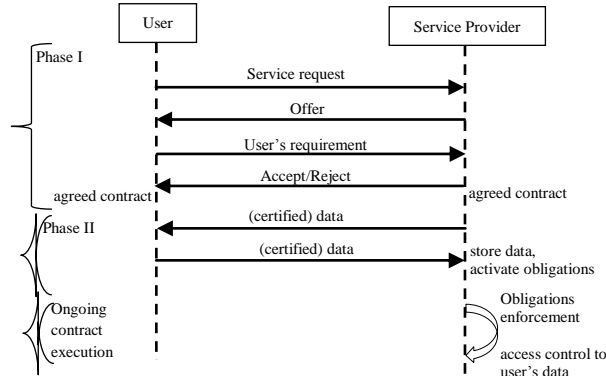 User
Service Provider
Phase I
Service request
Offer
User's requirement
Accept/Reject
agreed contract
agreed contract
Phase II
(certified) data
(certified) data
store data,
activate obligations
Ongoing
contract
execution
Obligations
enforcement
access control to
user's data